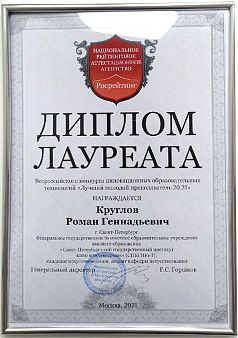 НАЦИОНАЛЬНОЕ
РЕЙТИНГОВОЕ
АТТЕСТАЦИОННОЕ
АГЕНТСТВО
Росрейтинг
ДИПЛОМ
ЛАУРЕАТА
Всероссийского конкурса инновационных образовательных
технологий «Лучший молодой преподаватель 2021»
НАГРАЖДАЕТСЯ
Круглов
Роман Геннадьевич
г. Санкт-Петербург
Федеральное государственное бюджетное образовательное учреждение
высшего образования
«Санкт-Петербургский государственный институт
кино и телевидения» (СПбГИКиТ),
кандидат искусствоведения, доцент кафедры искусствознания
Генеральный директор
Г.С. Горшков
Москва, 2021